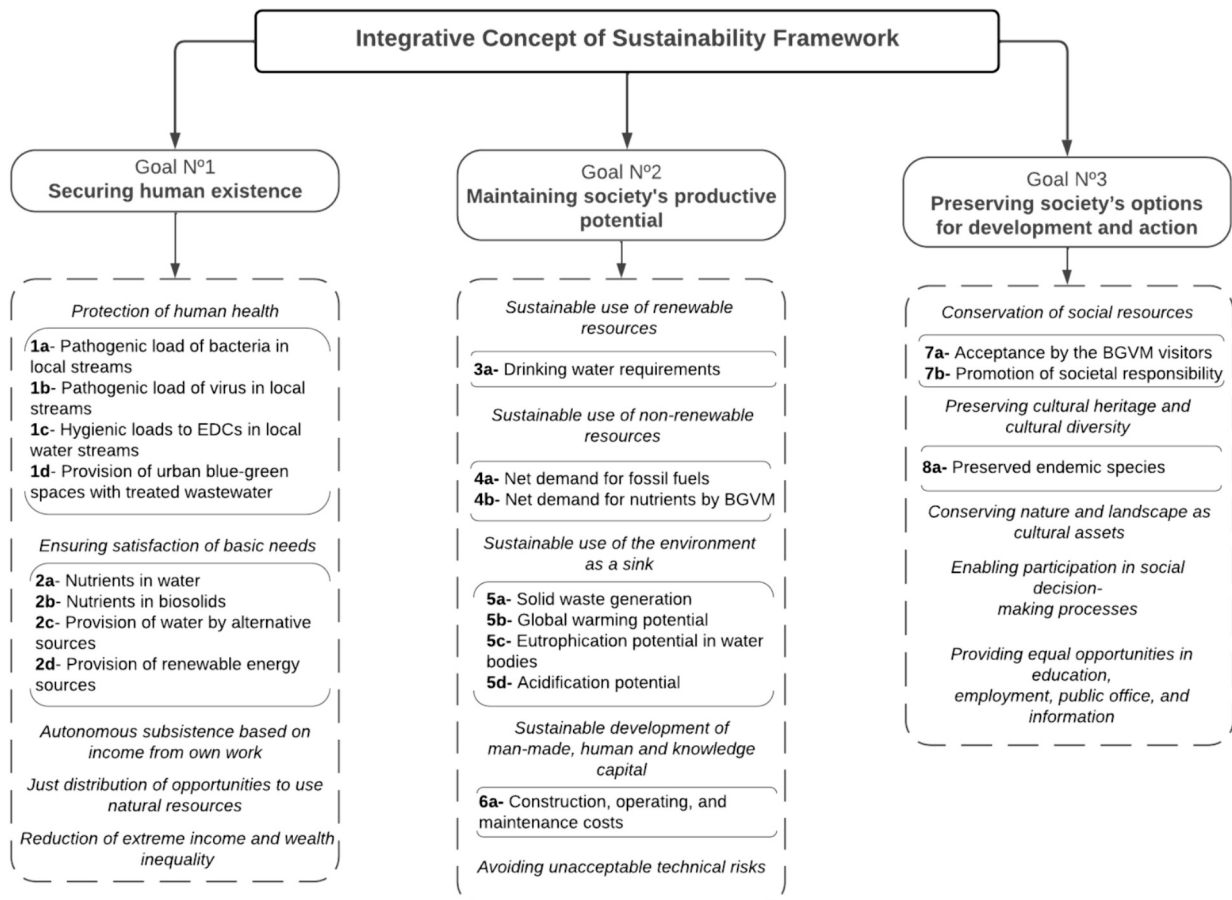 Integrative Concept of Sustainability Framework
Goal Nº1
Securing human existence
Protection of human health
1a- Pathogenic load of bacteria in
local streams
1b- Pathogenic load of virus in local
streams
1c- Hygienic loads to EDCs in local
water streams
1d- Provision of urban blue-green
spaces with treated wastewater
Ensuring satisfaction of basic needs
2a- Nutrients in water
2b- Nutrients in biosolids
2c- Provision of water by alternative
sources
2d- Provision of renewable energy
sources
Autonomous subsistence based on
income from own work
Just distribution of opportunities to use
natural resources
Reduction of extreme income and wealth
inequality
Goal Nº2
Maintaining society's productive
potential
Sustainable use of renewable
resources
3a- Drinking water requirements
Sustainable use of non-renewable
resources
4a- Net demand for fossil fuels
4b- Net demand for nutrients by BGVM
Sustainable use of the environment
as a sink
5a- Solid waste generation
5b- Global warming potential
5c- Eutrophication potential in water
bodies
5d- Acidification potential
Sustainable development of
man-made, human and knowledge
capital
6a- Construction, operating, and
maintenance costs
Avoiding unacceptable technical risks
Goal Nº3
Preserving society’s options
for development and action
Conservation of social resources
7a- Acceptance by the BGVM visitors
7b- Promotion of societal responsibility
Preserving cultural heritage and
cultural diversity
8a- Preserved endemic species
Conserving nature and landscape as
cultural assets
Enabling participation in social
decision-
making processes
Providing equal opportunities in
education,
employment, public office, and
information